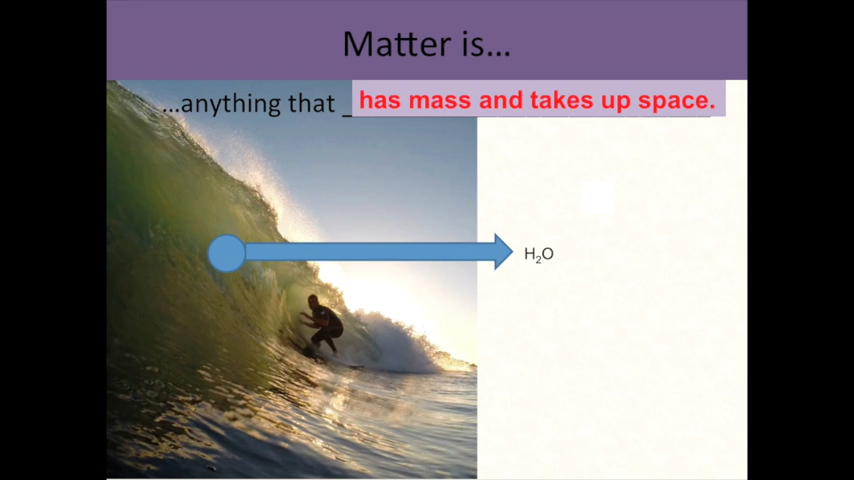 Matter is...
...anything that _ has mass and takes up space.
H₂O